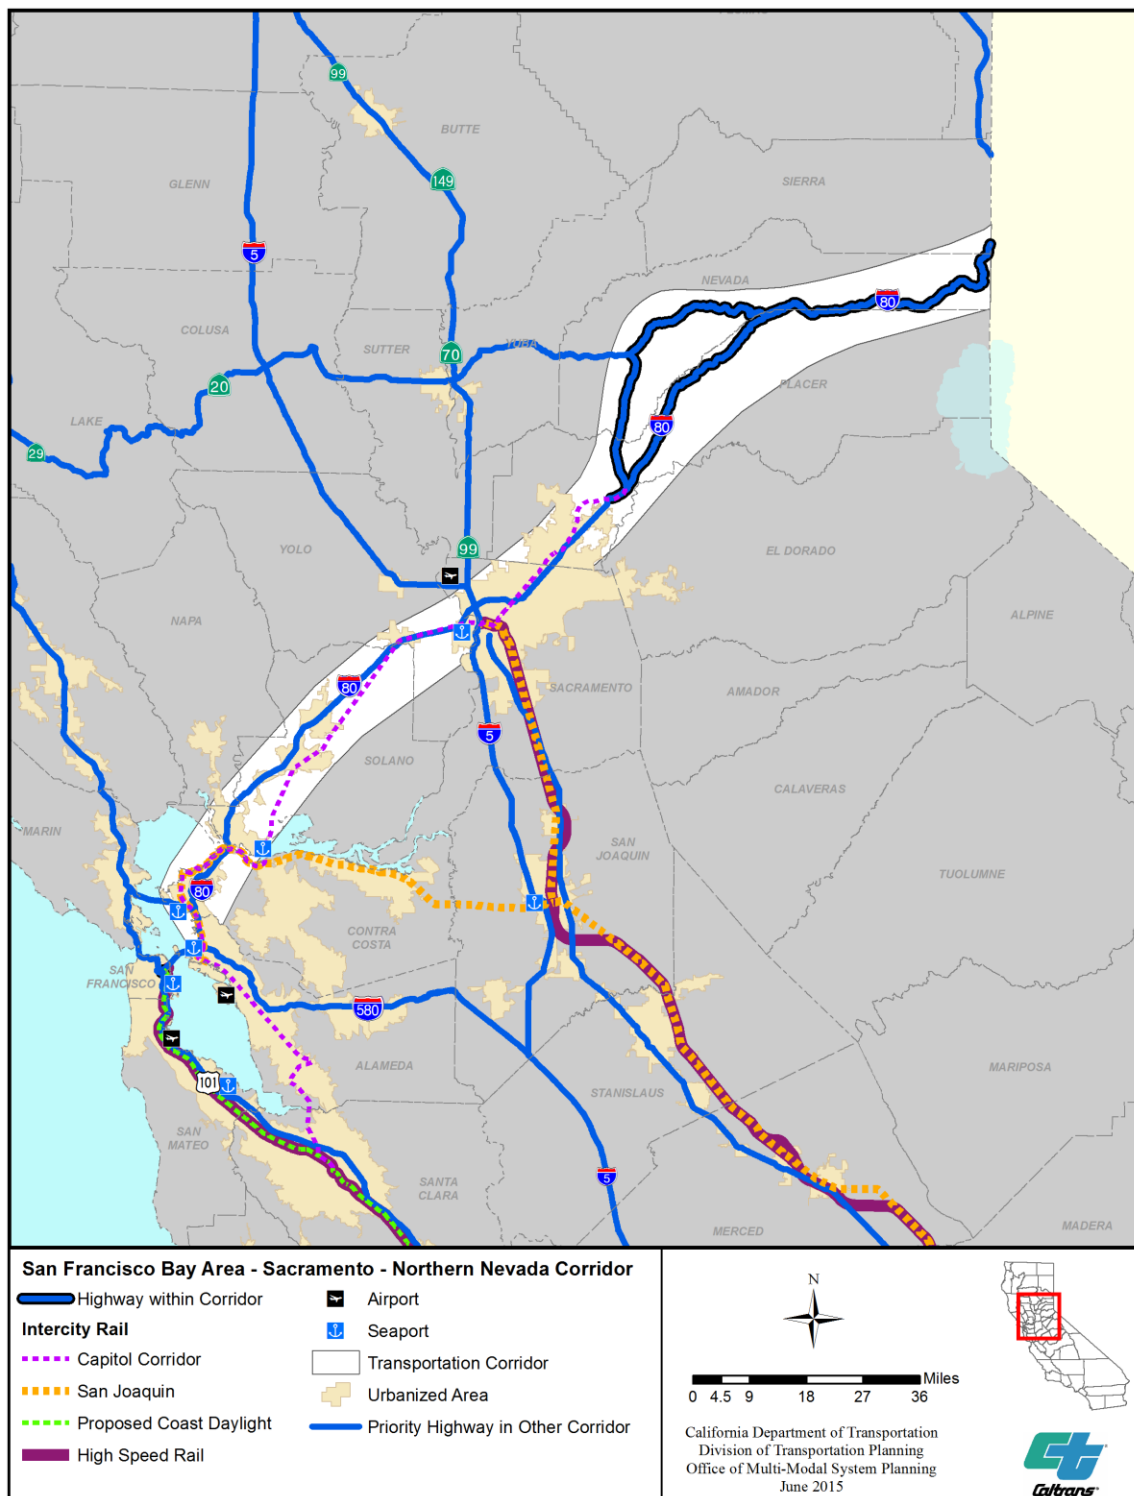 99
BUTTE
149
GLENN
SIERRA
5
NEVADA
80
COLUSA
SUTTER
70
YUBA
20
PLACER
LAKE
80
29
YOLO
99
EL DORADO
NAPA
ALPINE
80
SACRAMENTO
AMADOR
5
SOLANO
CALAVERAS
MARIN
SAN
JOAQUIN
TUOLUMNE
80
CONTRA
COSTA
SAN
FRANCISCO
580
ALAMEDA
MARIPOSA
101
STANISLAUS
SAN
MATEO
5
SANTA
CLARA
MERCED
MADERA
San Francisco Bay Area - Sacramento - Northern Nevada Corridor
Highway within Corridor
Airport
Intercity Rail
Seaport
Capitol Corridor
Transportation Corridor
San Joaquin
Urbanized Area
Proposed Coast Daylight
Priority Highway in Other Corridor
High Speed Rail
N
Miles
0 4.5 9 18 27 36
California Department of Transportation
Division of Transportation Planning
Office of Multi-Modal System Planning
June 2015
ct
Caltrans